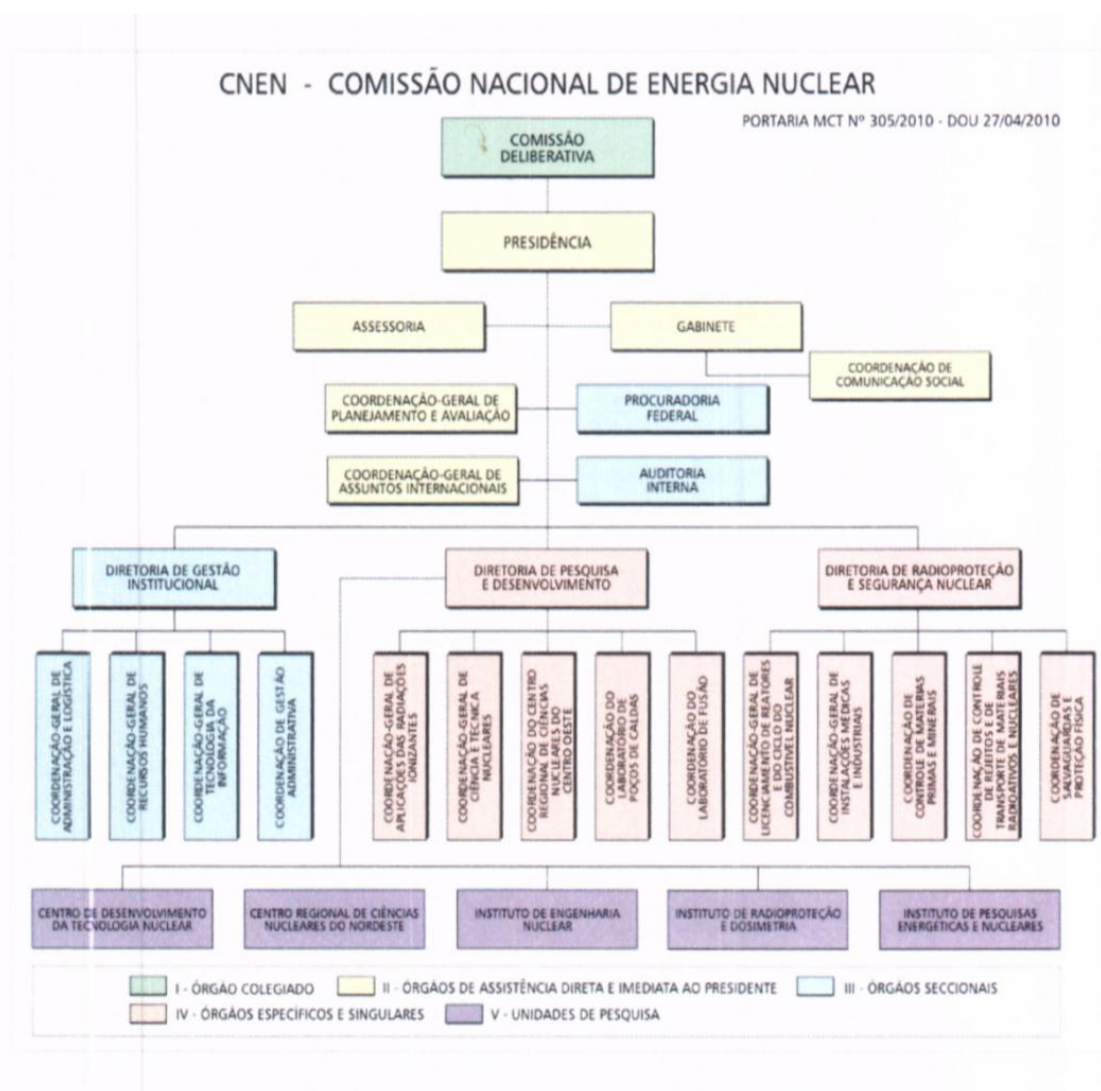 CNEN - COMISSÃO NACIONAL DE ENERGIA NUCLEAR
PORTARIA MCT Nº 305/2010 - DOU 27/04/2010
COMISSÃO
DELIBERATIVA
PRESIDÊNCIA
ASSESSORIA
GABINETE
COORDENAÇÃO DE
COMUNICAÇÃO SOCIAL
COORDENAÇÃO-GERAL DE
PLANEJAMENTO E AVALIAÇÃO
PROCURADORIA
FEDERAL
COORDENAÇÃO-GERAL DE
ASSUNTOS INTERNACIONAIS
AUDITORIA
INTERNA
DIRETORIA DE GESTÃO
INSTITUCIONAL
DIRETORIA DE PESQUISA
E DESENVOLVIMENTO
DIRETORIA DE RADIOPROTEÇÃO
E SEGURANÇA NUCLEAR
COORDENAÇÃO-GERAL DE
ADMINISTRAÇÃO E LOGÍSTICA
COORDENAÇÃO-GERAL DE
RECURSOS HUMANOS
COORDENAÇÃO-GERAL DE
TECNOLOGIA DA
INFORMAÇÃO
COORDENAÇÃO DE GESTÃO
ADMINISTRATIVA
COORDENAÇÃO-GERAL DE
APLICAÇÕES DAS RADIAÇÕES
IONIZANTES
COORDENAÇÃO-GERAL DE
CIÊNCIA E TÉCNICA
NUCLEARES
COORDENAÇÃO DO CENTRO
REGIONAL DE CIÊNCIAS
NUCLEARES DO
CENTRO OESTE
COORDENAÇÃO DO
LABORATÓRIO DE
POÇOS DE CALDAS
COORDENAÇÃO DO
LABORATÓRIO DE FUSÃO
COORDENAÇÃO-GERAL DE
LICENCIAMENTO DE REATORES
E DO CICLO DO
COMBUSTÍVEL NUCLEAR
COORDENAÇÃO-GERAL DE
INSTALAÇÕES MÉDICAS
E INDUSTRIAIS
COORDENAÇÃO DE
CONTROLE DE MATERIAS
PRIMAS E MINERAIS
COORDENAÇÃO DE CONTROLE
DE REJEITOS E DE
TRANSPORTE DE MATERIAIS
RADIOATIVOS E NUCLEARES
COORDENAÇÃO DE
SALVAGUARDAS E
PROTEÇÃO FÍSICA
CENTRO DE DESENVOLVIMENTO
DA TECNOLOGIA NUCLEAR
CENTRO REGIONAL DE CIÊNCIAS
NUCLEARES DO NORDESTE
INSTITUTO DE ENGENHARIA
NUCLEAR
INSTITUTO DE RADIOPROTEÇÃO
E DOSIMETRIA
INSTITUTO DE PESQUISAS
ENERGÉTICAS E NUCLEARES
I - ÓRGÃO COLEGIADO
II - ÓRGÃOS DE ASSISTÊNCIA DIRETA E IMEDIATA AO PRESIDENTE
III - ÓRGÃOS SECCIONAIS
IV - ÓRGÃOS ESPECÍFICOS E SINGULARES
V - UNIDADES DE PESQUISA